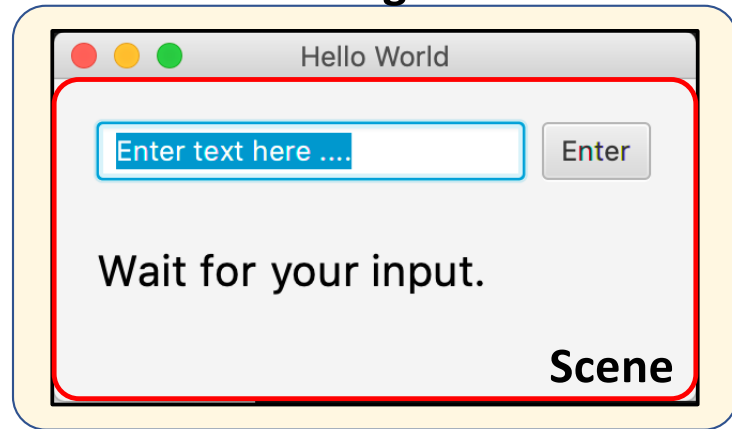 Hello World
Enter text here ....
Enter
Wait for your input.
Scene